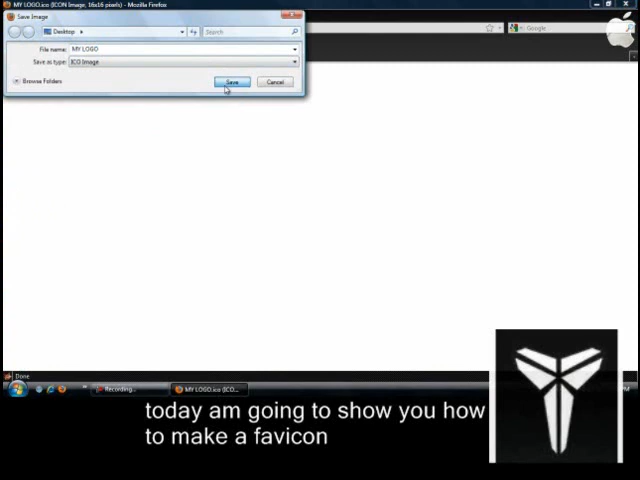 MY LOGO.ico (ICON Image, 16x16 pixels) - Mozilla Firefox
Save Image
Desktop
Search
File name: MY LOGO
Save as type: ICO Image
Browse Folders
Save
Cancel
Google
Done
Recording...
MY LOGO.ico (ICO...
PM
today am going to show you how
to make a favicon